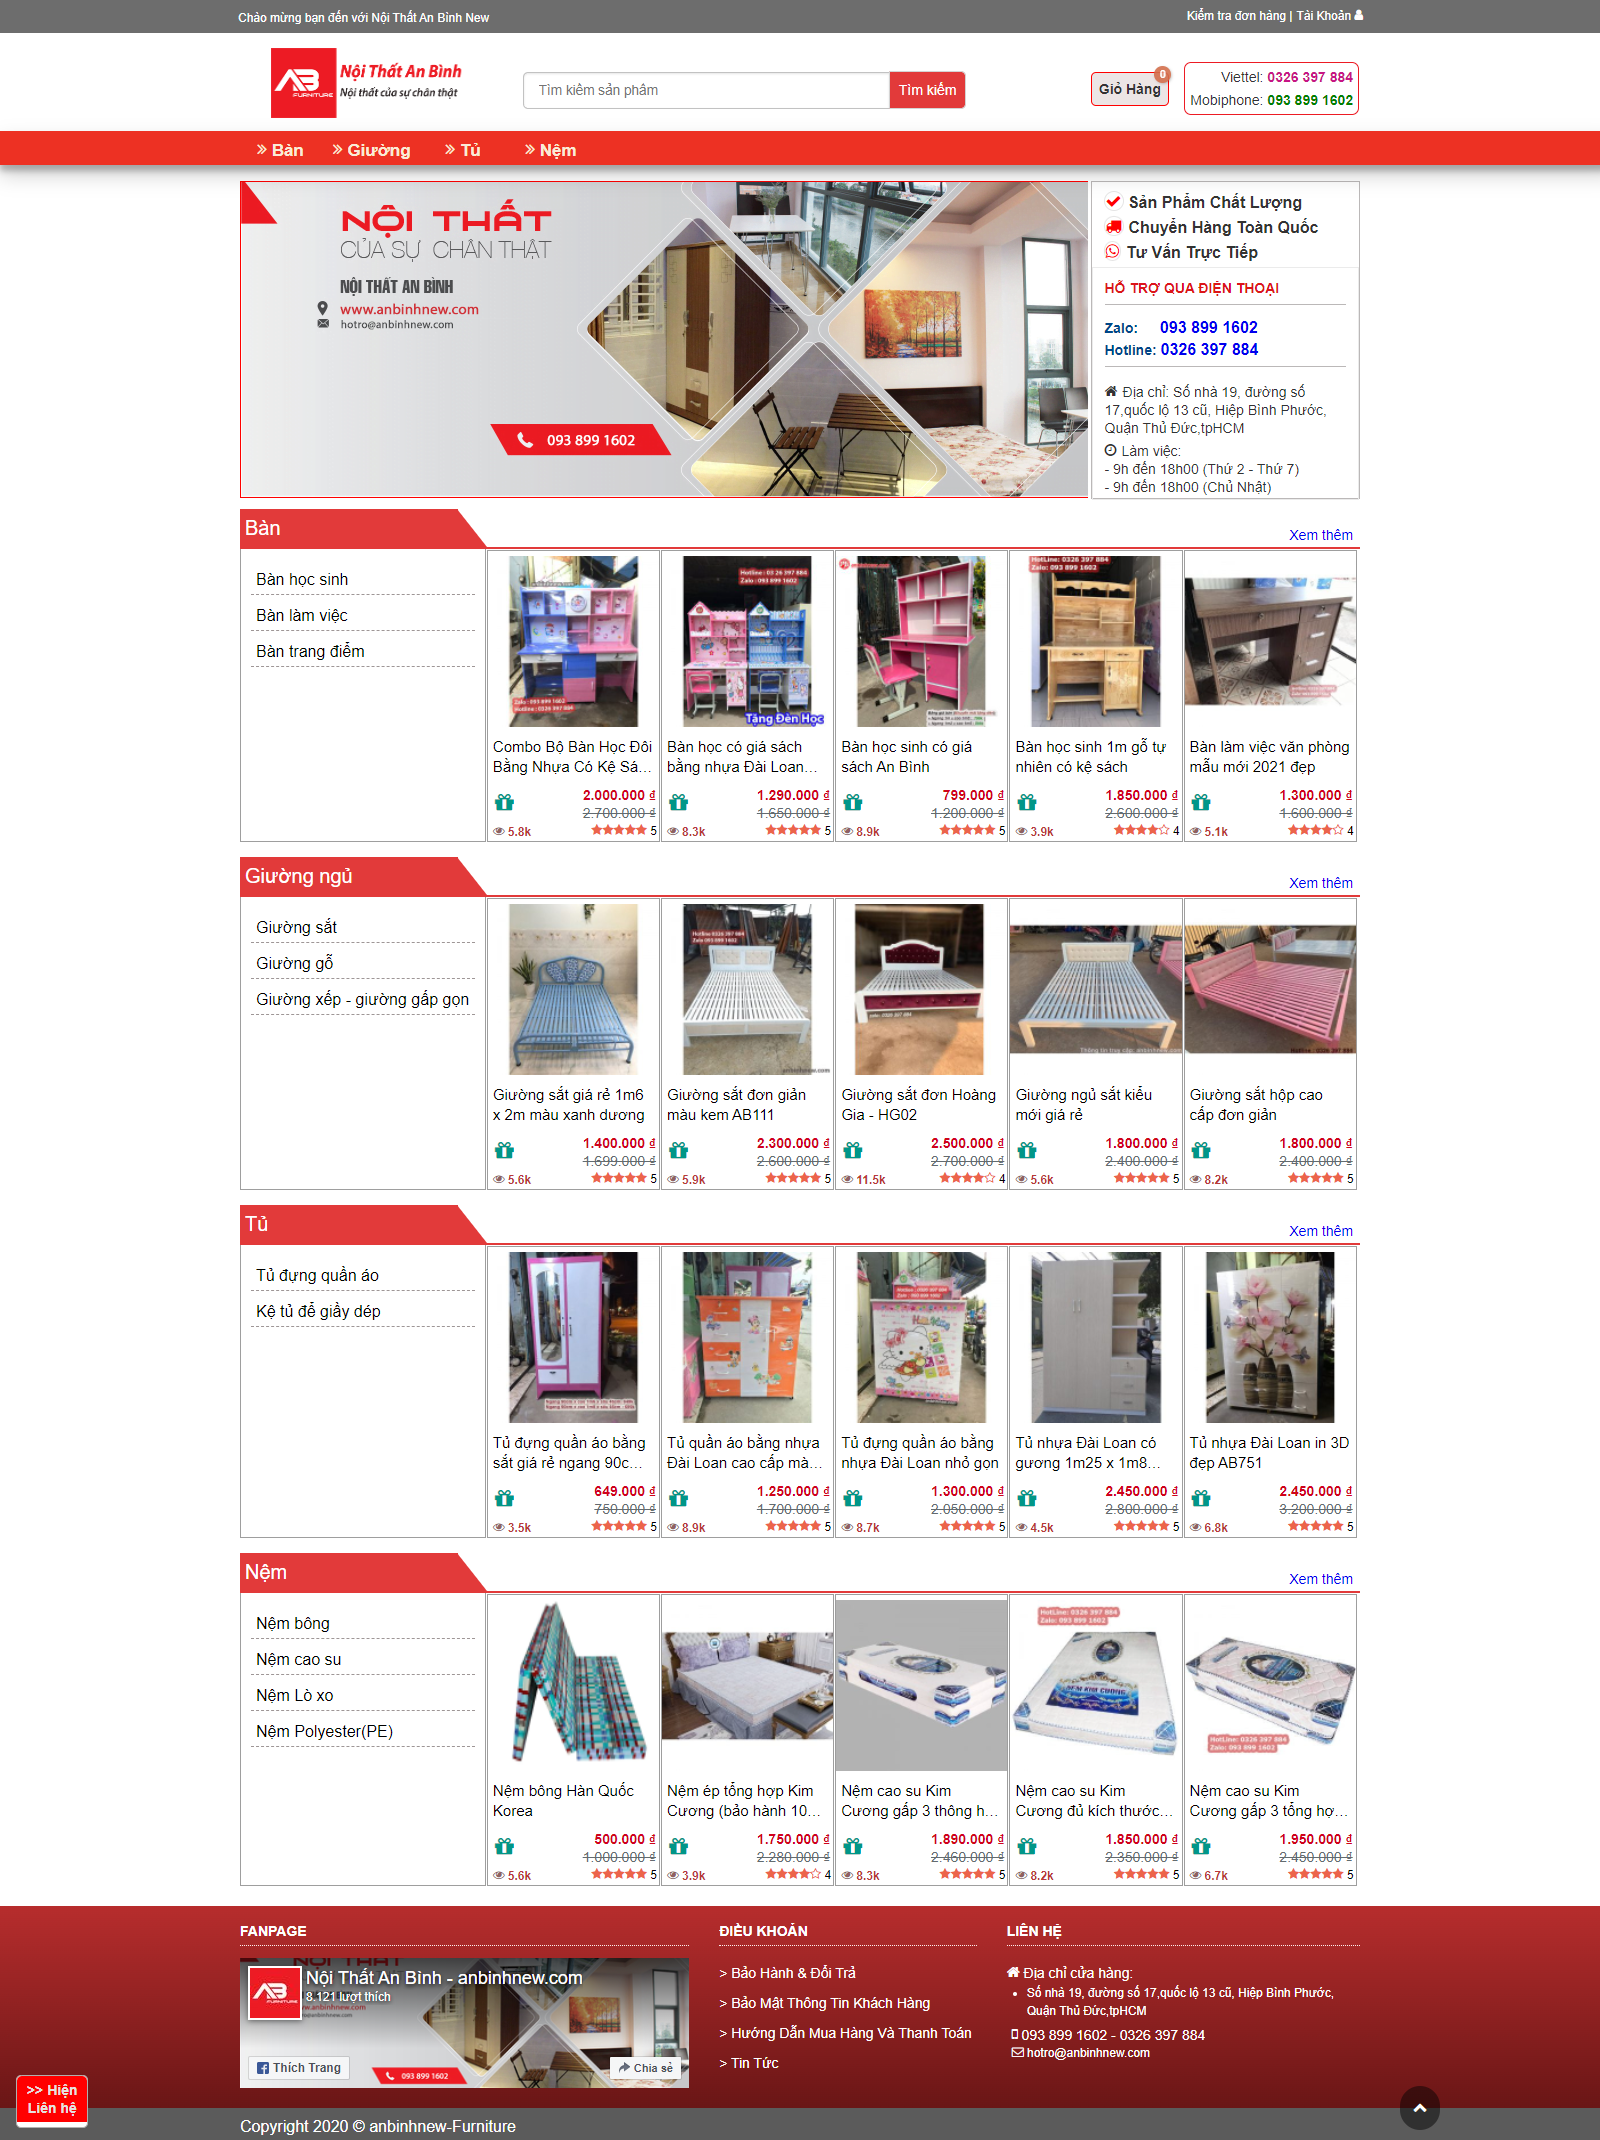 Chào mừng bạn đến với Nội Thất An Bình New
Kiểm tra đơn hàng | Tài Khoản
AB FURNITURE
Nội Thất An Bình
Nội thất của sự chân thật
Tìm kiếm sản phẩm
Tìm kiếm
Giỏ Hàng
0
Viettel: 0326 397 884
Mobiphone: 093 899 1602
Bàn
Giường
Tủ
Nệm
NỘI THẤT
CỦA SỰ CHÂN THẬT
NỘI THẤT AN BÌNH
www.anbinhnew.com
hotro@anbinhnew.com
093 899 1602
Sản Phẩm Chất Lượng
Chuyển Hàng Toàn Quốc
Tư Vấn Trực Tiếp
HỖ TRỢ QUA ĐIỆN THOẠI
Zalo: 093 899 1602
Hotline: 0326 397 884
Địa chỉ: Số nhà 19, đường số
17,quốc lộ 13 cũ, Hiệp Bình Phước,
Quận Thủ Đức,tpHCM
Làm việc:
- 9h đến 18h00 (Thứ 2 - Thứ 7)
- 9h đến 18h00 (Chủ Nhật)
Bàn
Xem thêm
Bàn học sinh
Bàn làm việc
Bàn trang điểm
Tặng Đèn Học
Combo Bộ Bàn Học Đôi
Bằng Nhựa Có Kệ Sá...
2.000.000 đ
2.700.000 đ
5.8k
5
Bàn học có giá sách
bằng nhựa Đài Loan...
1.290.000 đ
1.650.000 đ
8.3k
5
Bàn học sinh có giá
sách An Bình
799.000 đ
1.200.000 đ
8.9k
5
Bàn học sinh 1m gỗ tự
nhiên có kệ sách
1.850.000 đ
2.600.000 đ
3.9k
4
Bàn làm việc văn phòng
mẫu mới 2021 đẹp
1.300.000 đ
1.600.000 đ
5.1k
4
Giường ngủ
Xem thêm
Giường sắt
Giường gỗ
Giường xếp - giường gấp gọn
Giường sắt giá rẻ 1m6
x 2m màu xanh dương
1.400.000 đ
1.699.000 đ
5.6k
5
Giường sắt đơn giản
màu kem AB111
2.300.000 đ
2.600.000 đ
5.9k
5
Giường sắt đơn Hoàng
Gia - HG02
2.500.000 đ
2.700.000 đ
11.5k
4
Giường ngủ sắt kiểu
mới giá rẻ
1.800.000 đ
2.400.000 đ
5.6k
5
Giường sắt hộp cao
cấp đơn giản
1.800.000 đ
2.400.000 đ
8.2k
5
Tủ
Xem thêm
Tủ đựng quần áo
Kệ tủ để giầy dép
Tủ đựng quần áo bằng
sắt giá rẻ ngang 90c...
649.000 đ
750.000 đ
3.5k
5
Tủ quần áo bằng nhựa
Đài Loan cao cấp mà...
1.250.000 đ
1.700.000 đ
8.9k
5
Tủ đựng quần áo bằng
nhựa Đài Loan nhỏ gọn
1.300.000 đ
2.050.000 đ
8.7k
5
Tủ nhựa Đài Loan có
gương 1m25 x 1m8...
2.450.000 đ
2.800.000 đ
4.5k
5
Tủ nhựa Đài Loan in 3D
đẹp AB751
2.450.000 đ
3.200.000 đ
6.8k
5
Nệm
Xem thêm
Nệm bông
Nệm cao su
Nệm Lò xo
Nệm Polyester(PE)
HotLine: 0326 397 884
Zalo: 093 899 1602
HotLine: 0326 397 884
Zalo: 093 899 1602
Nệm bông Hàn Quốc
Korea
500.000 đ
1.000.000 đ
5.6k
5
Nệm ép tổng hợp Kim
Cương (bảo hành 10...
1.750.000 đ
2.280.000 đ
3.9k
4
Nệm cao su Kim
Cương gấp 3 thông h...
1.890.000 đ
2.460.000 đ
8.3k
5
Nệm cao su Kim
Cương đủ kích thước...
1.850.000 đ
2.350.000 đ
8.2k
5
Nệm cao su Kim
Cương gấp 3 tổng hợ...
1.950.000 đ
2.450.000 đ
6.7k
5
FANPAGE
Nội Thất An Bình - anbinhnew.com
8.121 lượt thích
Thích Trang
093 899 1602
Chia sẻ
ĐIỀU KHOẢN
> Bảo Hành & Đổi Trả
> Bảo Mật Thông Tin Khách Hàng
> Hướng Dẫn Mua Hàng Và Thanh Toán
> Tin Tức
LIÊN HỆ
Địa chỉ cửa hàng:
Số nhà 19, đường số 17,quốc lộ 13 cũ, Hiệp Bình Phước,
Quận Thủ Đức,tpHCM
093 899 1602 - 0326 397 884
hotro@anbinhnew.com
>> Hiện
Liên hệ
Copyright 2020 © anbinhnew-Furniture